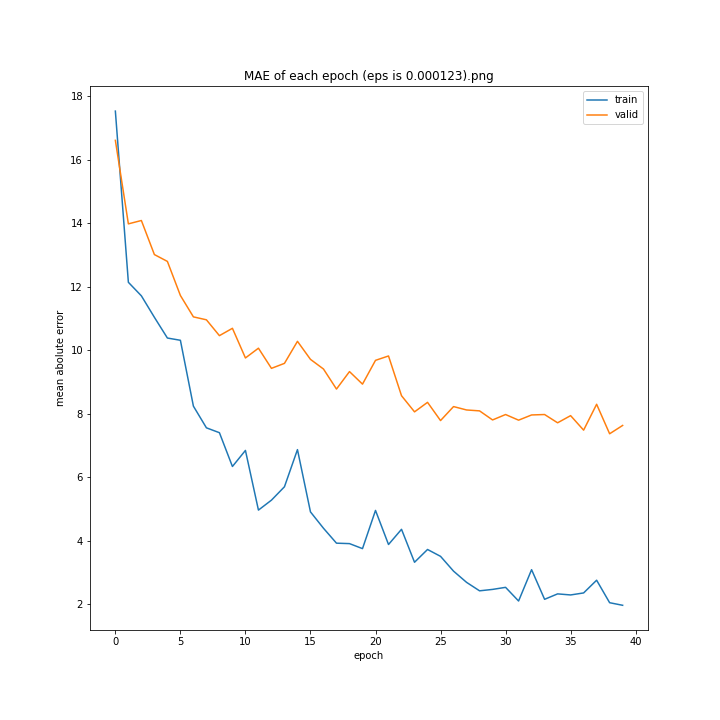 MAE of each epoch (eps is 0.000123).png
train
valid
18
16
14
12
10
8
6
4
2
mean abolute error
0 5 10 15 20 25 30 35 40
epoch